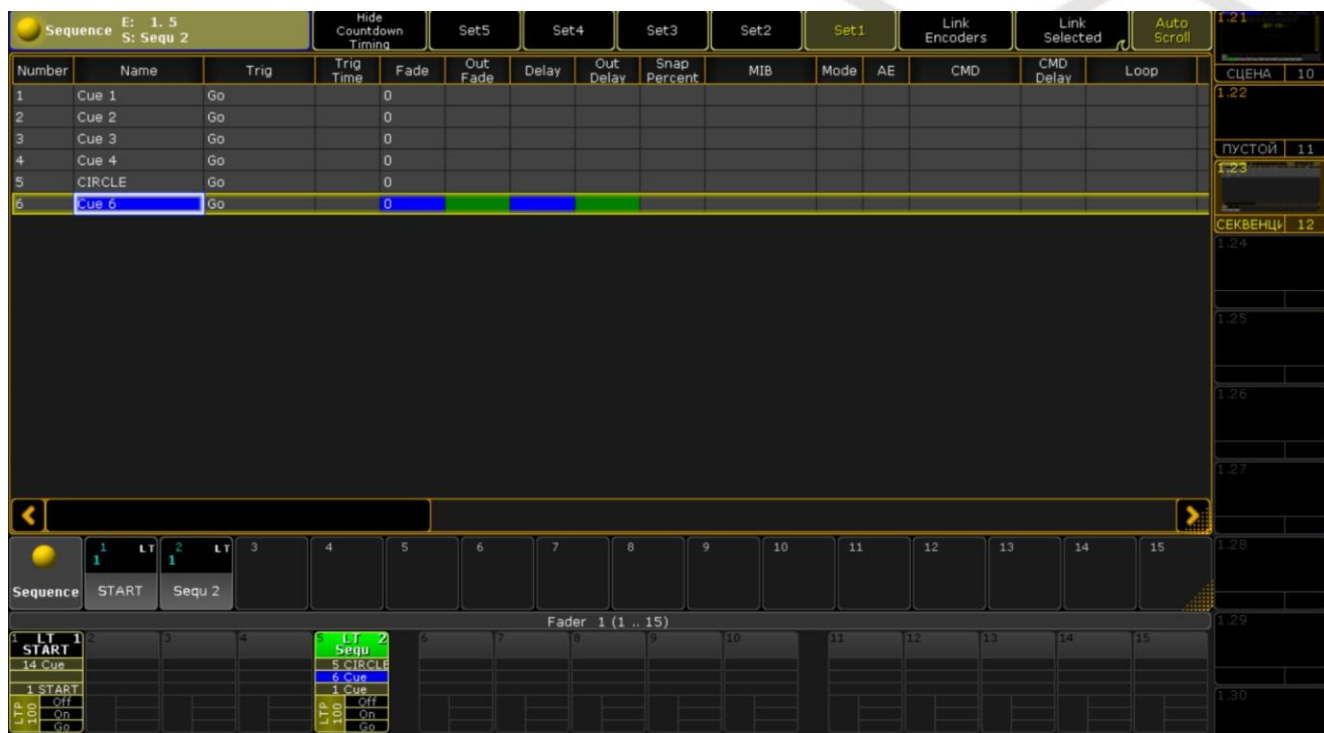 Sequence E: 1. 5
S: Sequ 2
Hide Countdown Timing
Set5
Set4
Set3
Set2
Set1
Link Encoders
Link Selected
Auto Scroll
1.21
СЦЕНА 10
Number Name Trig Trig Time Fade Out Fade Delay Out Delay Snap Percent MIB Mode AE CMD CMD Delay Loop
1 Cue 1 Go 0
2 Cue 2 Go 0
3 Cue 3 Go 0
4 Cue 4 Go 0
5 CIRCLE Go 0
6 Cue 6 Go 0
1.22
ПУСТОЙ 11
1.23
СЕКВЕНЦИ 12
1.24
1.25
1.26
1.27
1.28
1.29
1.30
Sequence
1 LT
1
START
2 LT
1
Sequ 2
3 4 5 6 7 8 9 10 11 12 13 14 15
Fader 1 (1 .. 15)
1 LT 1
START
14 Cue
1 START
LTP 100
Off
On
Go
2 3 4
5 LT 2
Sequ
5 CIRCLE
6 Cue
1 Cue
LTP 100
Off
On
Go
6 7 8 9 10 11 12 13 14 15